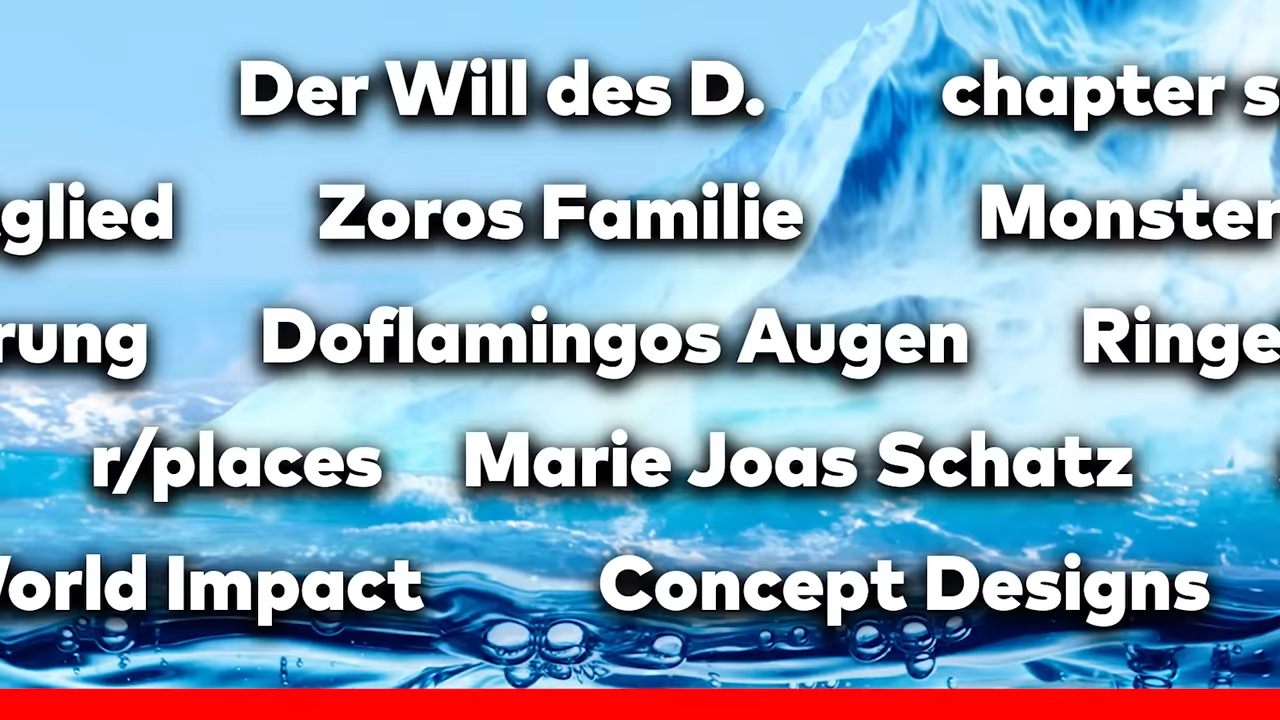 Der Will des D. chapter s
glied Zoros Familie Monster
rung Doflamingos Augen Ringe
r/places Marie Joas Schatz
World Impact Concept Designs